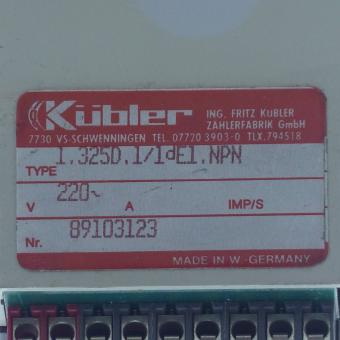 Kübler
ING. FRITZ KÜBLER
ZÄHLERFABRIK GmbH
7730 VS-SCHWENNINGEN TEL. 07720 3903-0 TLX.794518
TYPE 1.325D.1/1dE1.NPN
V 220~ A IMP/S
Nr. 89103123
MADE IN W.-GERMANY